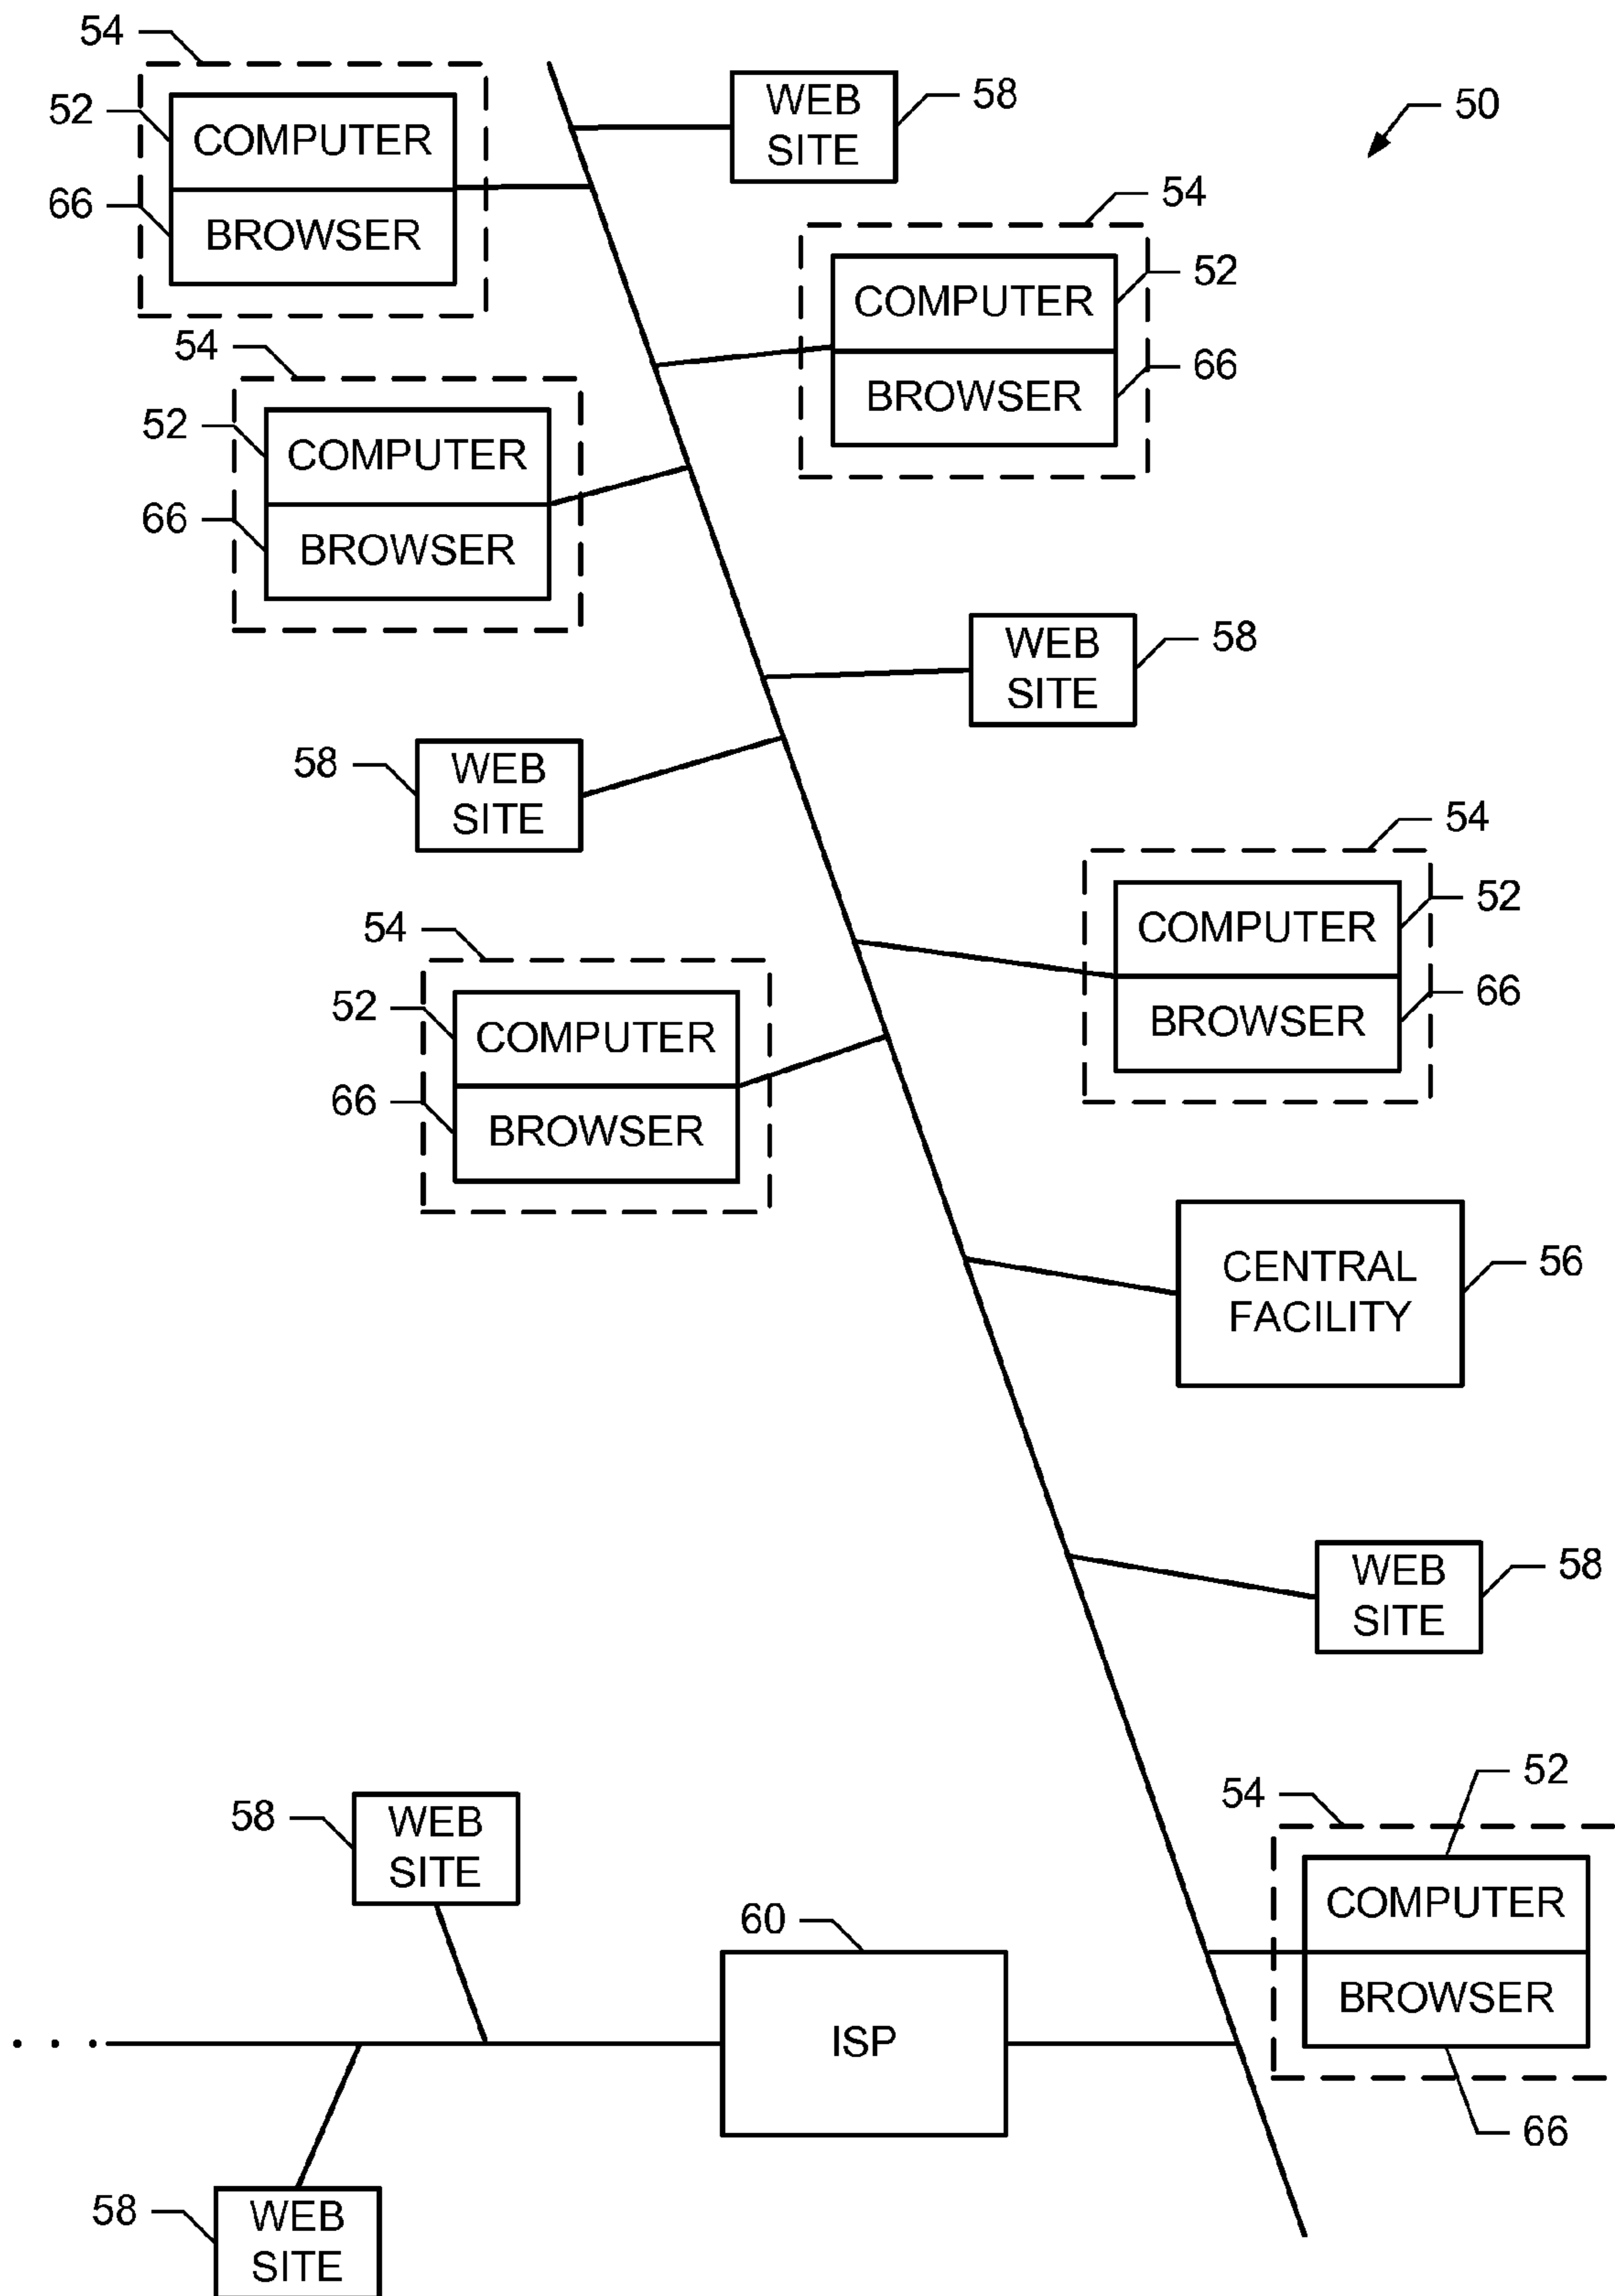 54
52
COMPUTER
66
BROWSER
WEB
SITE
58
50
54
52
COMPUTER
66
BROWSER
54
52
COMPUTER
66
BROWSER
WEB
SITE
58
58
WEB
SITE
54
52
COMPUTER
66
BROWSER
54
52
COMPUTER
66
BROWSER
CENTRAL
FACILITY
56
WEB
SITE
58
54
52
COMPUTER
BROWSER
66
58
WEB
SITE
60
ISP
. . .
58
WEB
SITE